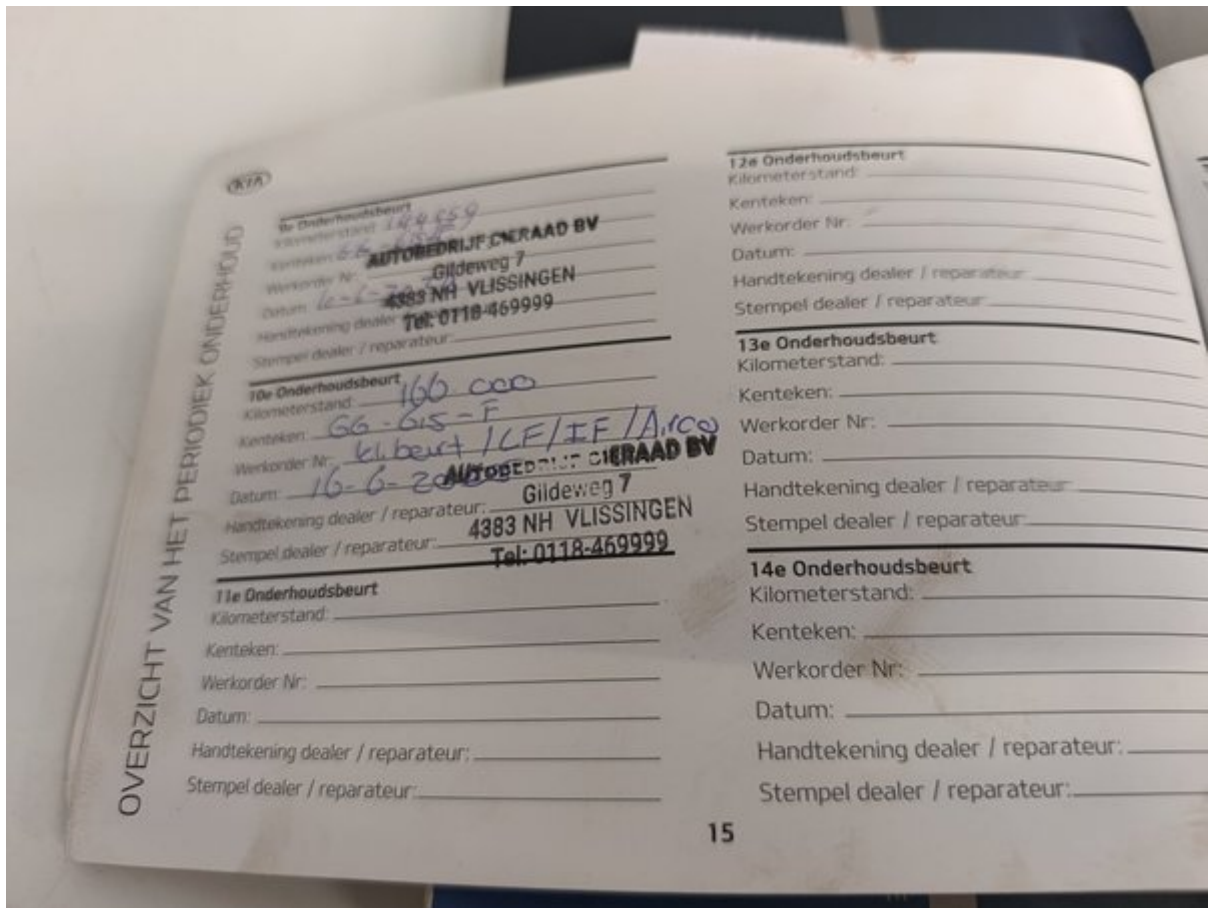 KIA
OVERZICHT VAN HET PERIODIEK ONDERHOUD
9e Onderhoudsbeurt
Kilometerstand:
Kenteken:
AUTOBEDRIJF CIERAAD BV
Werkorder Nr:
Gildeweg 7
Datum:
4383 NH VLISSINGEN
Handtekening dealer
Tel: 0118-469999
Stempel dealer / reparateur:
10e Onderhoudsbeurt
Kilometerstand: 166.000
Kenteken: GG-615-F
Werkorder Nr: kl. beurt / LF / IF / Airco
Datum: 16-6-
AUTOBEDRIJF CIERAAD BV
Handtekening dealer / reparateur:
Gildeweg 7
4383 NH VLISSINGEN
Stempel dealer / reparateur:
Tel: 0118-469999
11e Onderhoudsbeurt
Kilometerstand:
Kenteken:
Werkorder Nr:
Datum:
Handtekening dealer / reparateur:
Stempel dealer / reparateur:
12e Onderhoudsbeurt
Kilometerstand:
Kenteken:
Werkorder Nr:
Datum:
Handtekening dealer / reparateur:
Stempel dealer / reparateur:
13e Onderhoudsbeurt
Kilometerstand:
Kenteken:
Werkorder Nr:
Datum:
Handtekening dealer / reparateur:
Stempel dealer / reparateur:
14e Onderhoudsbeurt
Kilometerstand:
Kenteken:
Werkorder Nr:
Datum:
Handtekening dealer / reparateur:
Stempel dealer / reparateur:
15